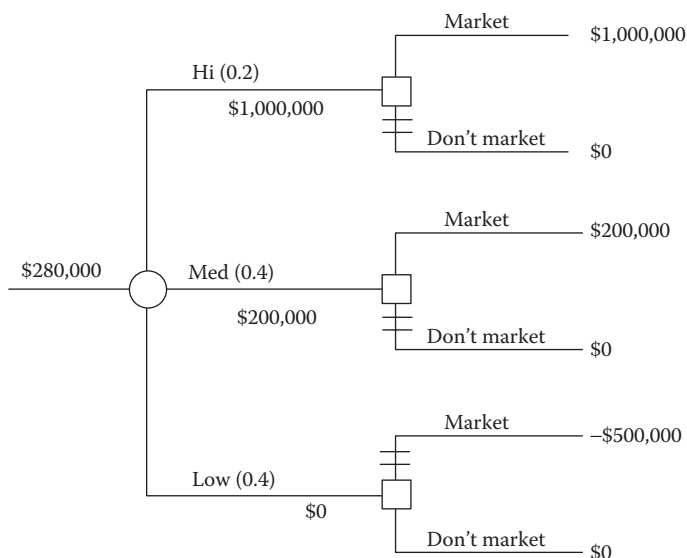 Market
$1,000,000
Hi (0.2)
$1,000,000
Don’t market
$0
Market
$200,000
$280,000
Med (0.4)
$200,000
Don’t market
$0
Market
–$500,000
Low (0.4)
$0
Don’t market
$0